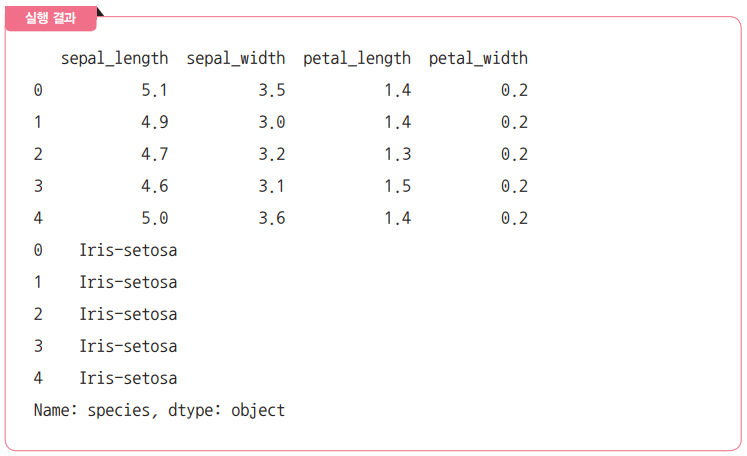 실행 결과
sepal_length sepal_width petal_length petal_width
0 5.1 3.5 1.4 0.2
1 4.9 3.0 1.4 0.2
2 4.7 3.2 1.3 0.2
3 4.6 3.1 1.5 0.2
4 5.0 3.6 1.4 0.2
0 Iris-setosa
1 Iris-setosa
2 Iris-setosa
3 Iris-setosa
4 Iris-setosa
Name: species, dtype: object